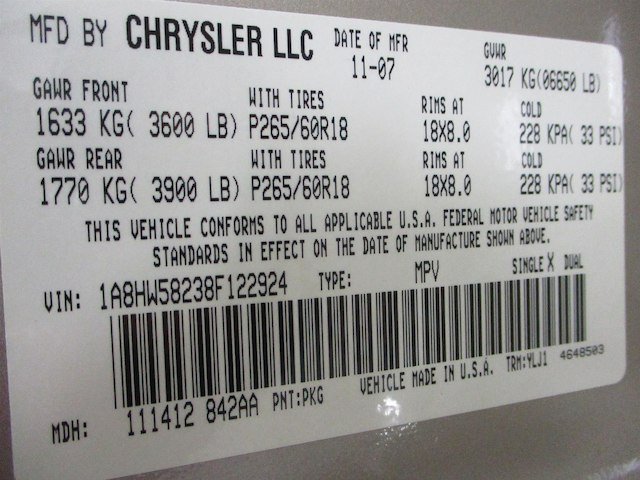 MFD BY CHRYSLER LLC DATE OF MFR GVWR
11-07 3017 KG(06650 LB)
GAWR FRONT WITH TIRES RIMS AT COLD
1633 KG( 3600 LB) P265/60R18 18X8.0 228 KPA( 33 PSI)
GAWR REAR WITH TIRES RIMS AT COLD
1770 KG( 3900 LB) P265/60R18 18X8.0 228 KPA( 33 PSI)
THIS VEHICLE CONFORMS TO ALL APPLICABLE U.S.A. FEDERAL MOTOR VEHICLE SAFETY
STANDARDS IN EFFECT ON THE DATE OF MANUFACTURE SHOWN ABOVE.
VIN: 1A8HW58238F122924 TYPE: MPV SINGLE X DUAL
MDH: 111412 842AA PNT:PKG VEHICLE MADE IN U.S.A. TRM:YLJ1 4648503